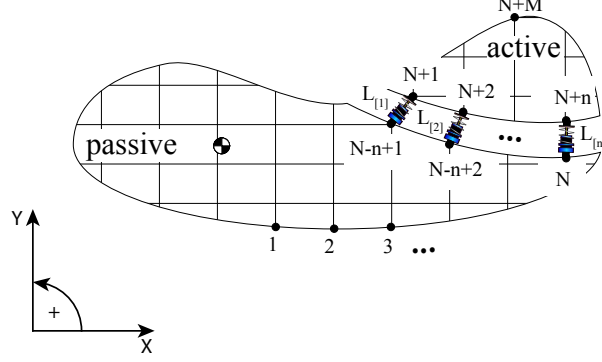 N+M
active
N+1
L[1]
N+2
L[2]
N+n
L[n
passive
N-n+1
N-n+2
N
1
2
3
Y
+
X